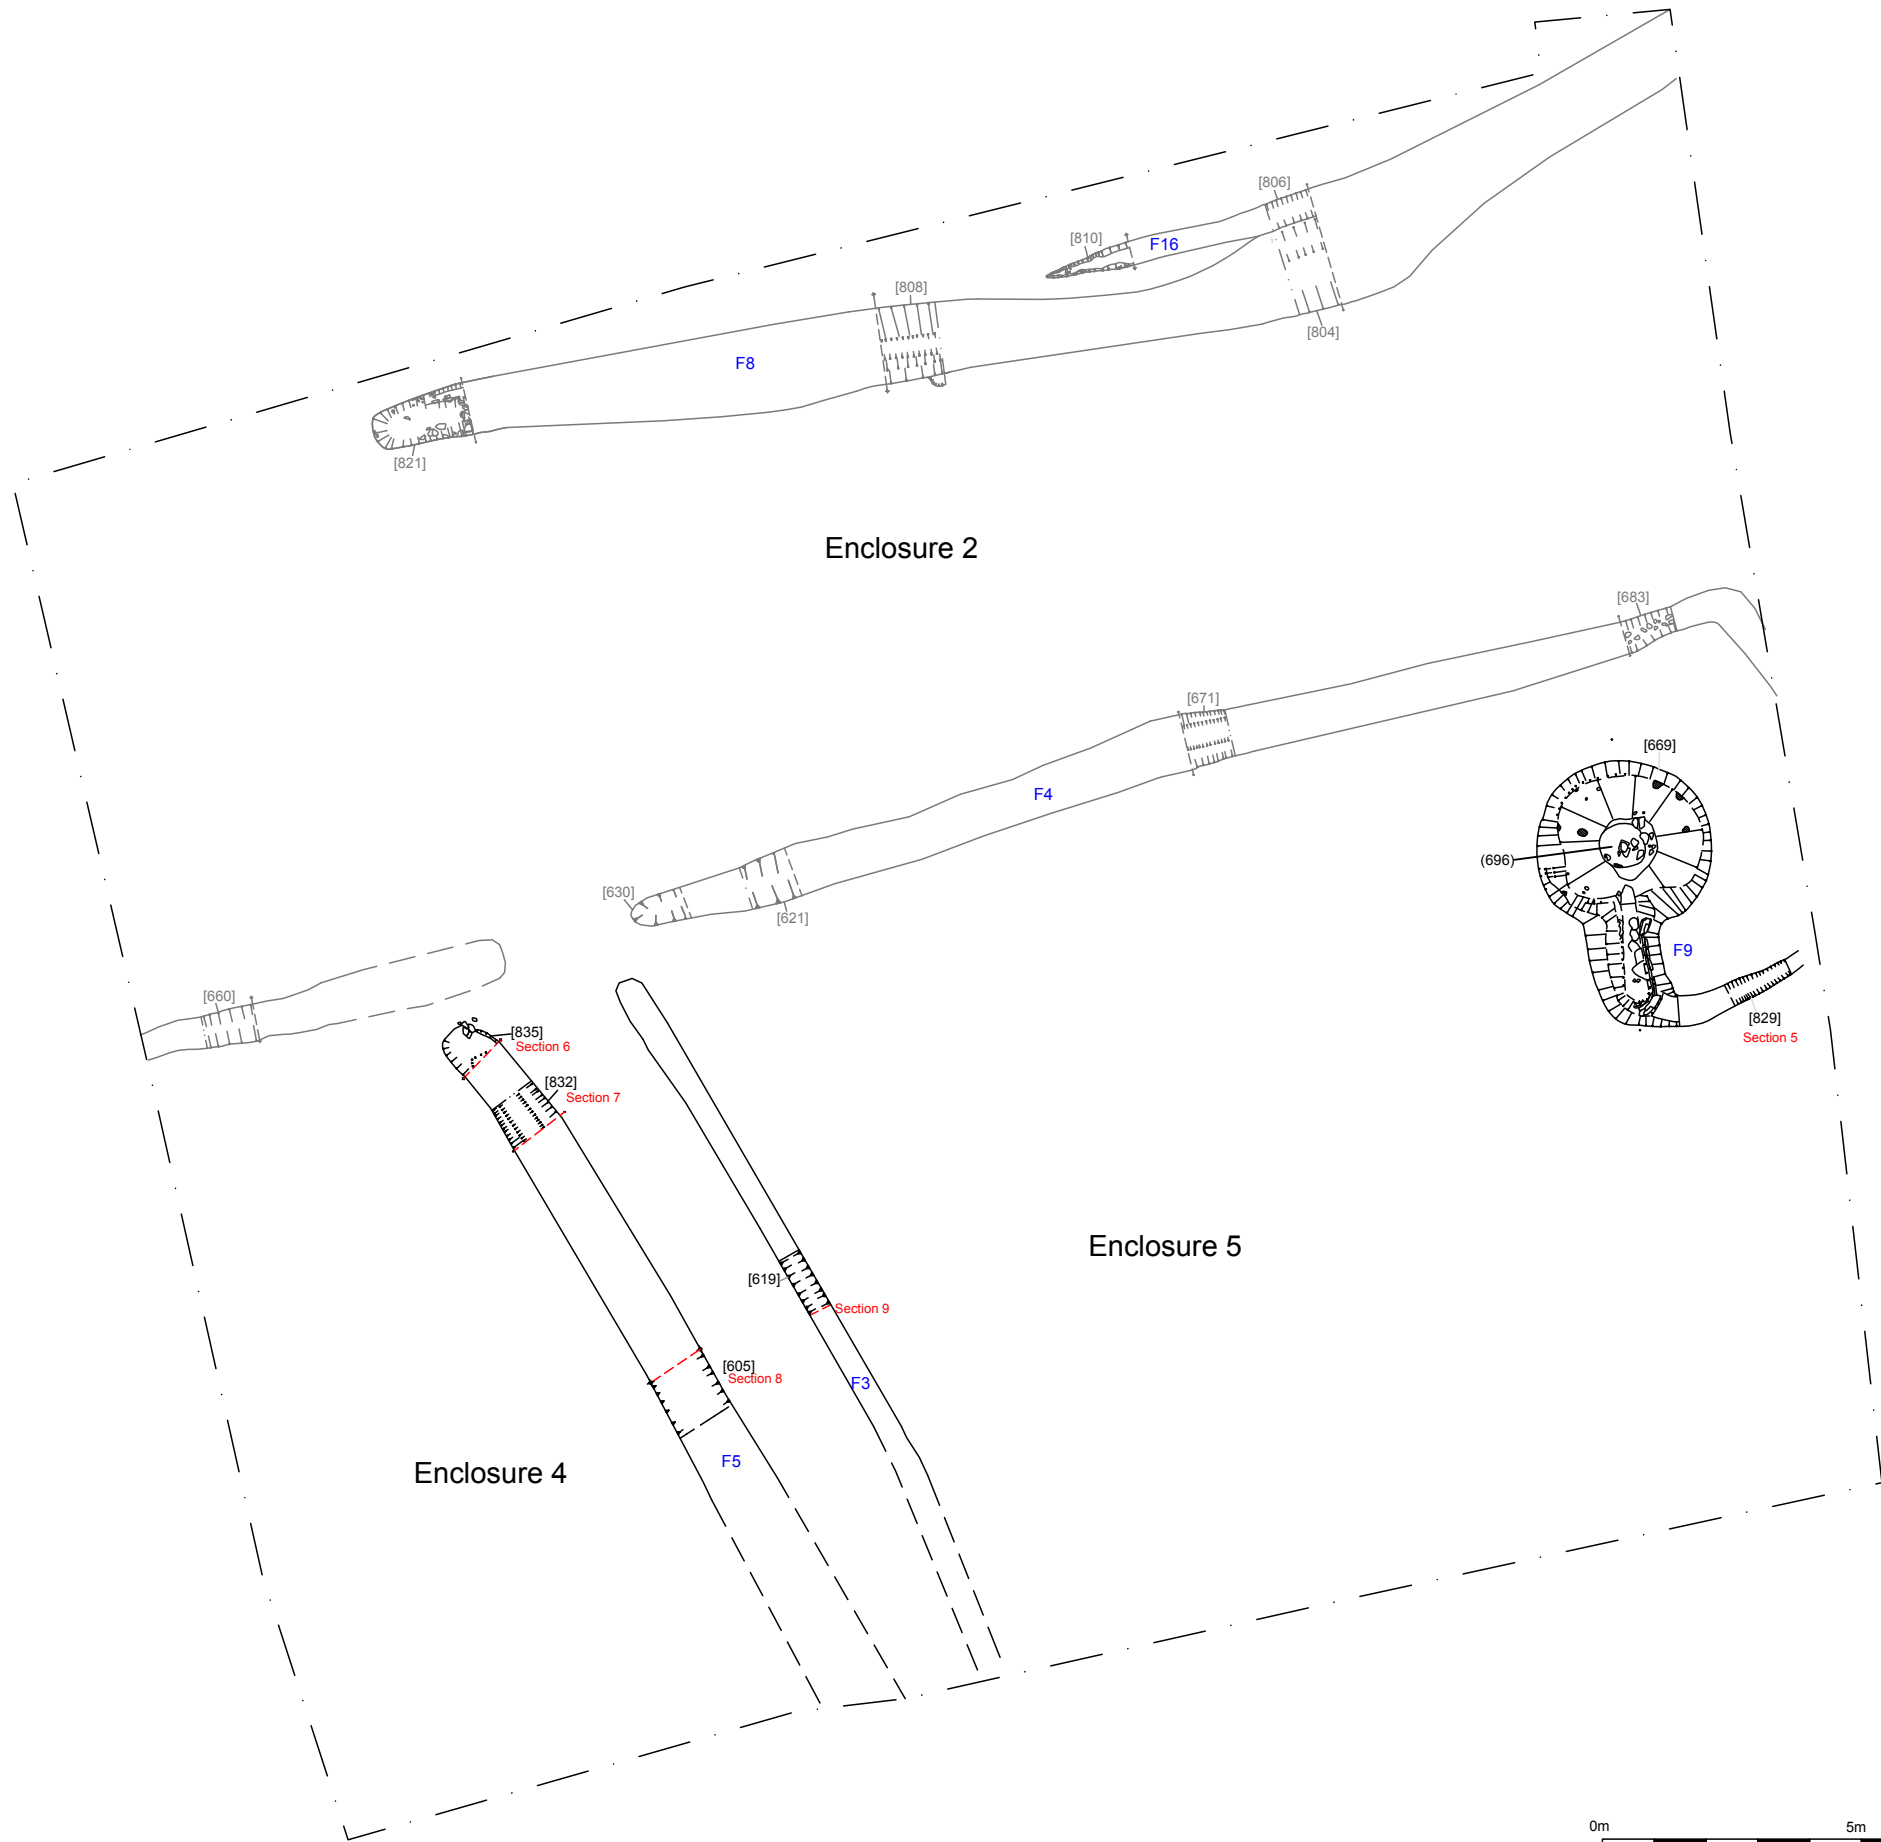 [806]
[810]
F16
[808]
[804]
F8
[821]
Enclosure 2
[683]
[671]
[669]
F4
(696)
[630]
[621]
F9
[660]
[829]
Section 5
[835]
Section 6
[832]
Section 7
Enclosure 5
[619]
Section 9
[605]
Section 8
F3
F5
Enclosure 4
0m 5m